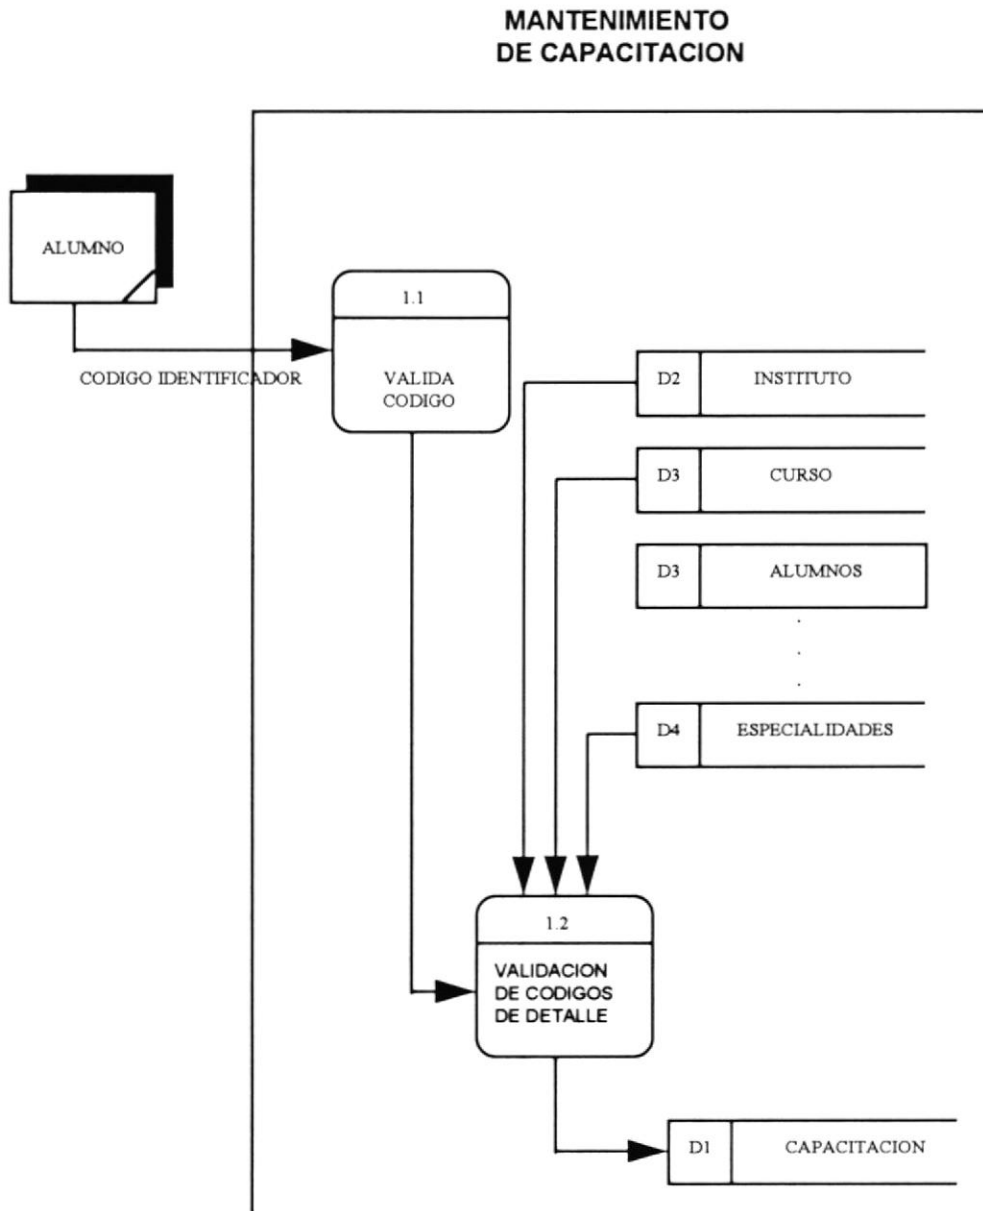 MANTENIMIENTO
DE CAPACITACION
ALUMNO
1.1
CODIGO IDENTIFICADOR
VALIDA
CODIGO
D2 INSTITUTO
D3 CURSO
D3 ALUMNOS
D4 ESPECIALIDADES
1.2
VALIDACION
DE CODIGOS
DE DETALLE
D1 CAPACITACION